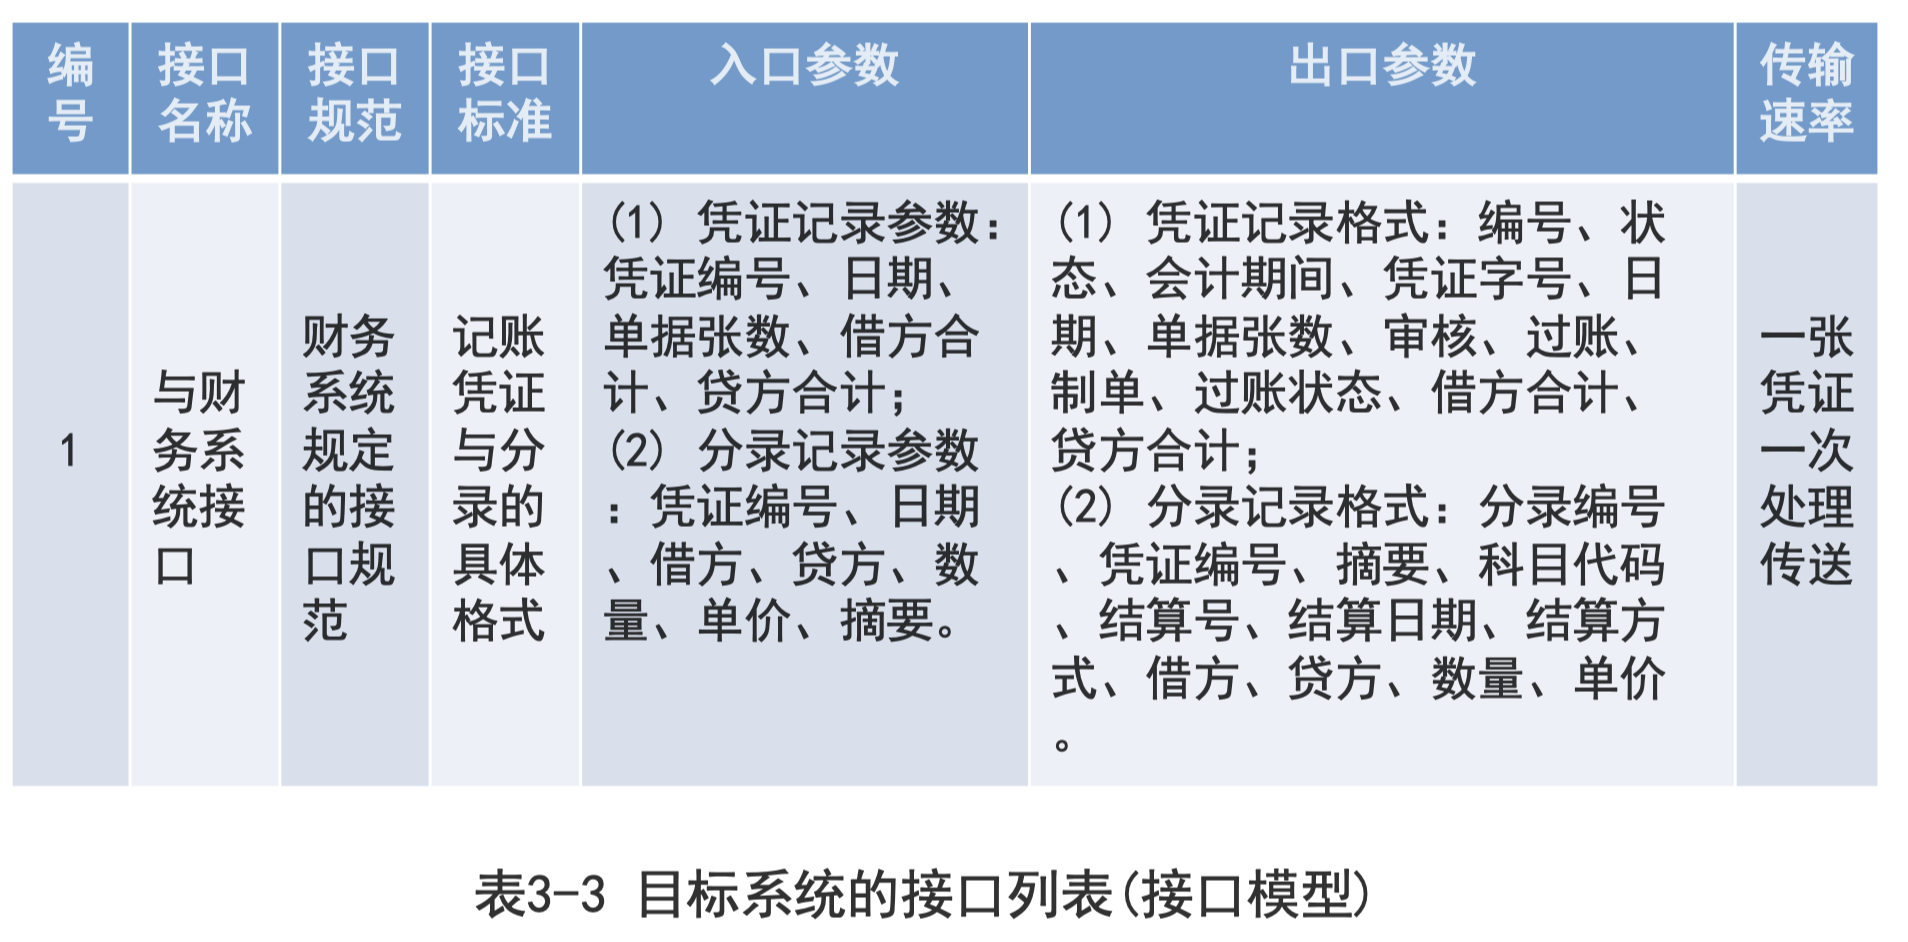 编
号
接口
名称
接口
规范
接口
标准
入口参数
出口参数
传输
速率
1
与财
务系
统接
口
财务
系统
规定
的接
口规
范
记账
凭证
与分
录的
具体
格式
(1) 凭证记录参数:
凭证编号、日期、
单据张数、借方合
计、贷方合计;
(2) 分录记录参数
:凭证编号、日期
、借方、贷方、数
量、单价、摘要。
(1) 凭证记录格式:编号、状
态、会计期间、凭证字号、日
期、单据张数、审核、过账、
制单、过账状态、借方合计、
贷方合计;
(2) 分录记录格式:分录编号
、凭证编号、摘要、科目代码
、结算号、结算日期、结算方
式、借方、贷方、数量、单价
。
一张
凭证
一次
处理
传送
表3-3 目标系统的接口列表(接口模型)